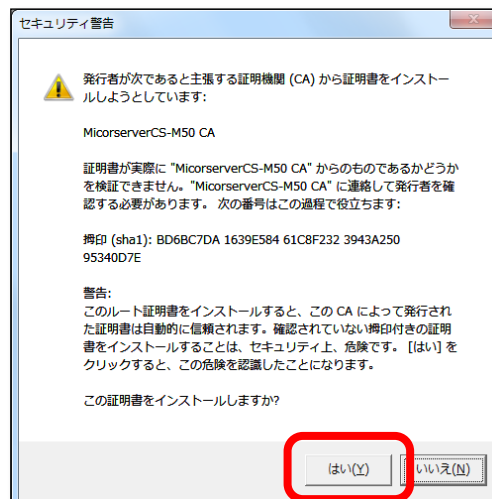 セキュリティ警告
発行者が次であると主張する証明機関 (CA) から証明書をインストー
ルしようとしています:
MicorserverCS-M50 CA
証明書が実際に "MicorserverCS-M50 CA" からのものであるかどうか
を検証できません。"MicorserverCS-M50 CA" に連絡して発行者を確
認する必要があります。 次の番号はこの過程で役立ちます:
拇印 (sha1): BD6BC7DA 1639E584 61C8F232 3943A250
95340D7E
警告:
このルート証明書をインストールすると、この CA によって発行され
た証明書は自動的に信頼されます。確認されていない拇印付きの証明
書をインストールすることは、セキュリティ上、危険です。 [はい] を
クリックすると、この危険を認識したことになります。
この証明書をインストールしますか?
はい(Y)
いいえ(N)